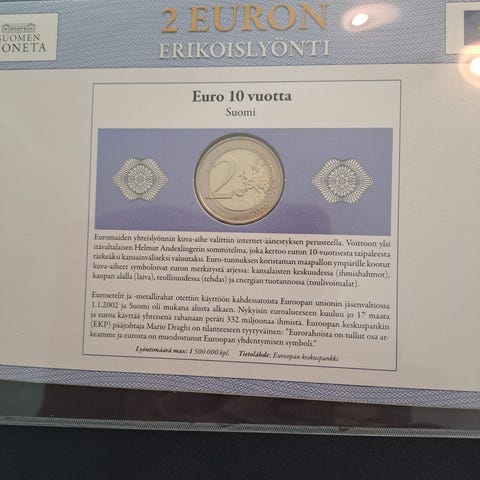 SUOMEN
MONETA
2 EURON
ERIKOISLYÖNTI
Euro 10 vuotta
Suomi
2
Euromaiden yhteislyönnin kuva-aihe valittiin internet-äänestyksen perusteella. Voittoon ylsi
itävaltalaisen Helmut Andexlingerin sommitelma, joka kertoo euron 10-vuotisesta taipaleesta
tärkeäksi kansainväliseksi valuutaksi. Euro-tunnuksen koristaman maapallon ympärille kootut
kuva-aiheet symboloivat euron merkitystä arjessa: kansalaisten keskuudessa (ihmishahmot),
kaupan alalla (laiva), teollisuudessa (tehdas) ja energian tuotannossa (tuulivoimalar).
Eurosetelit ja -metallirahat otettiin käyttöön kahdessatoista Euroopan unionin jäsenvaltiossa
1.1.2002 ja Suomi oli mukana alusta alkaen. Nykyisin euroalueeseen kuuluu jo 17 maata
ja euroa käyttää yhteisenä rahanaan peräti 332 miljoonaa ihmistä. Euroopan keskuspankin
(EKP) pääjohtaja Mario Draghi on tilanteeseen tyytyväinen: "Eurorahoista on tullut osa ar-
keamme ja eurosta on muodostunut Euroopan yhdentymisen symboli."
Lyöntimäärä max: 1 500 000 kpl. Tietolähde: Euroopan keskuspankki